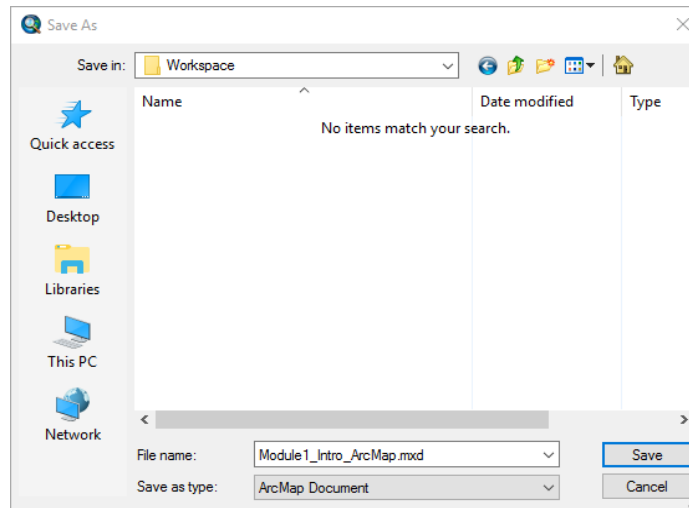 Save As
Save in: Workspace
Name Date modified Type
No items match your search.
Quick access
Desktop
Libraries
This PC
Network
File name: Module1_Intro_ArcMap.mxd Save
Save as type: ArcMap Document Cancel